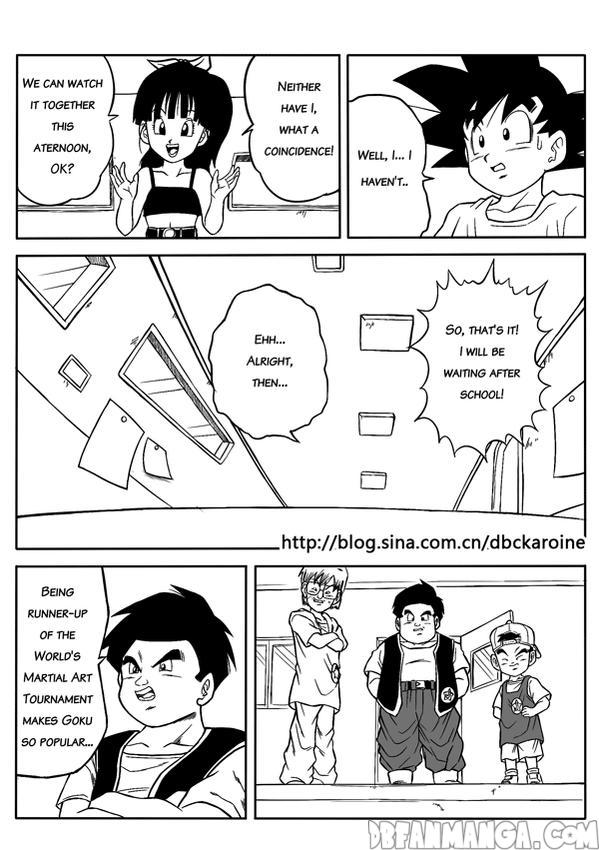 Well, I... I
haven't..
Neither
have I,
what a
coincidence!
We can watch
it together
this
aternoon,
OK?
So, that's it!
I will be
waiting after
school!
Ehh...
Alright,
then...
http://blog.sina.com.cn/dbckaroine
Being
runner-up
of the
World's
Martial Art
Tournament
makes Goku
so popular...
DBFANMANGA.COM